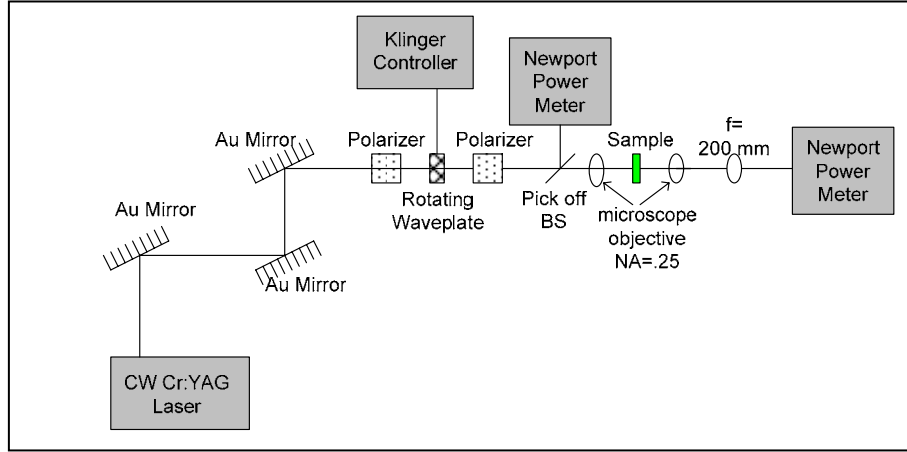 Klinger
Controller
Newport
Power
Meter
Au Mirror
Polarizer
Polarizer
Sample
f=
200 mm
Newport
Power
Meter
Rotating
Waveplate
Pick off
BS
microscope
objective
NA=.25
Au Mirror
Au Mirror
CW Cr:YAG
Laser